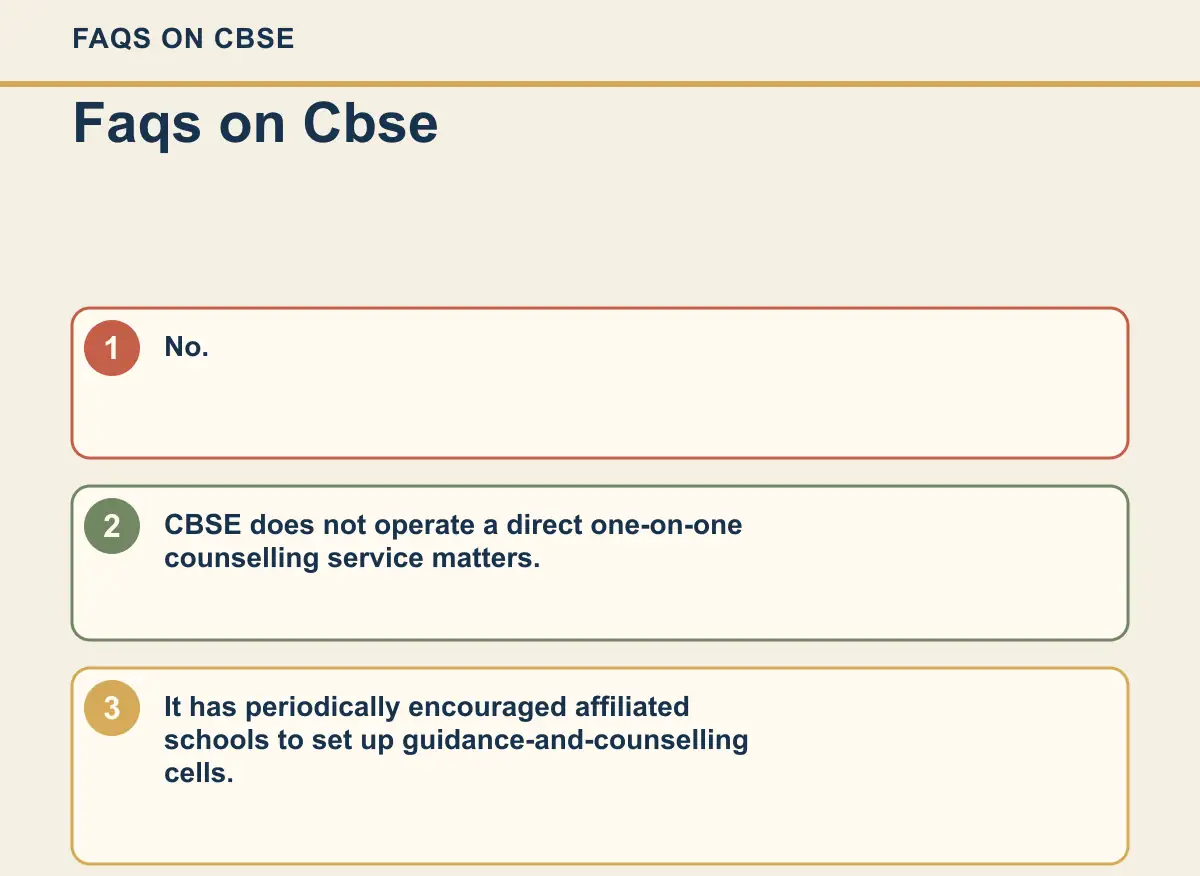 FAQS ON CBSE
Faqs on Cbse
1
No.
2
CBSE does not operate a direct one-on-one
counselling service matters.
3
It has periodically encouraged affiliated
schools to set up guidance-and-counselling
cells.